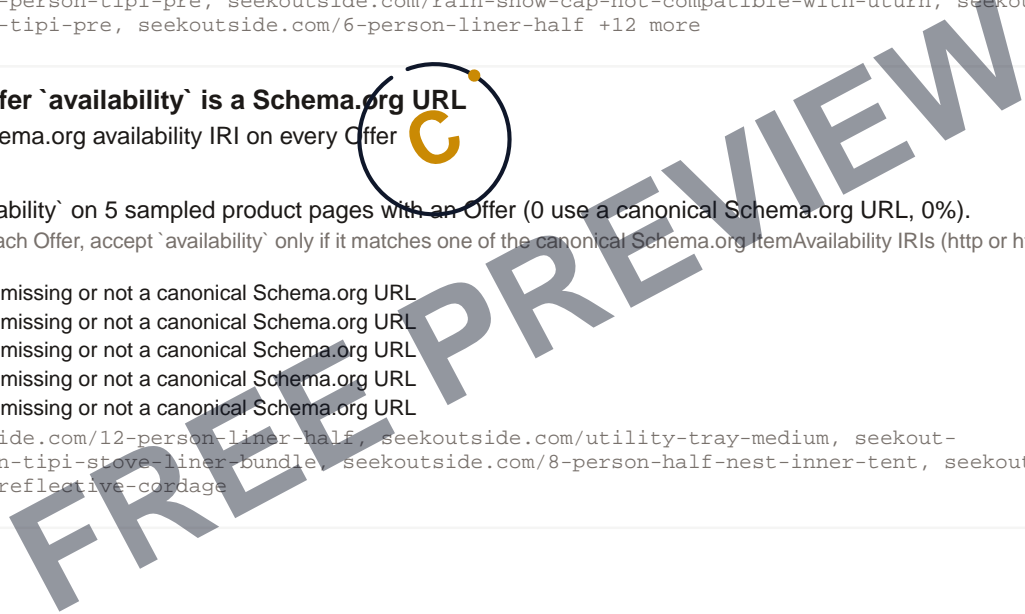 -person-tipi-pre, seekoutside.com/rain-snow-cap-not-compatible-with-uturn, seekou
-tipi-pre, seekoutside.com/6-person-liner-half +12 more
fer `availability` is a Schema.org URL
ema.org availability IRI on every Offer
C
ability` on 5 sampled product pages with an Offer (0 use a canonical Schema.org URL, 0%).
ach Offer, accept `availability` only if it matches one of the canonical Schema.org ItemAvailability IRIs (http or h
missing or not a canonical Schema.org URL
missing or not a canonical Schema.org URL
missing or not a canonical Schema.org URL
missing or not a canonical Schema.org URL
missing or not a canonical Schema.org URL
ide.com/12-person-liner-half, seekoutside.com/utility-tray-medium, seekout-
n-tipi-stove-liner-bundle, seekoutside.com/8-person-half-nest-inner-tent, seekout
reflective-cordage
FREE PREVIEW